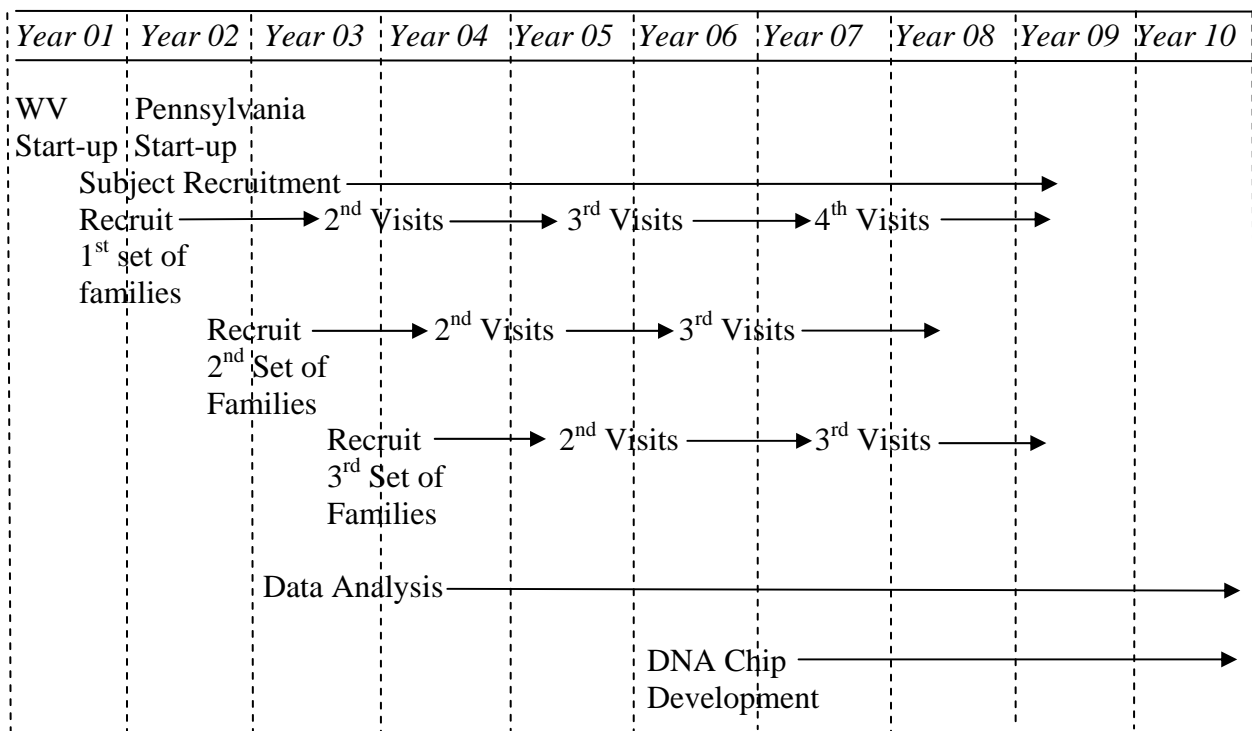 Year 01 Year 02 Year 03 Year 04 Year 05 Year 06 Year 07 Year 08 Year 09 Year 10
WV Pennsylvania
Start-up Start-up
Subject Recruitment
Recruit 2nd Visits 3rd Visits 4th Visits
1st set of
families
Recruit 2nd Visits 3rd Visits
2nd Set of
Families
Recruit 2nd Visits 3rd Visits
3rd Set of
Families
Data Analysis
DNA Chip
Development